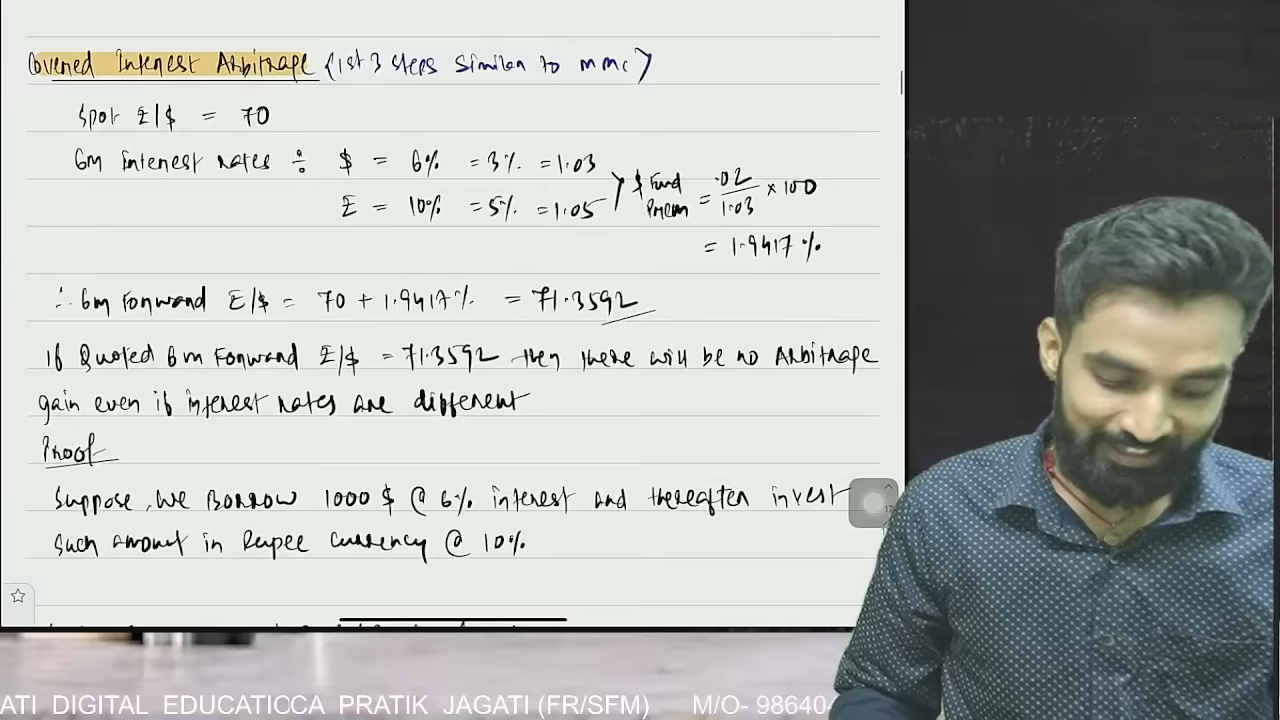 Covered Interest Arbitrage (1st 3 steps similar to MMC)
Spot ₹/$ = 70
6m Interest rates ÷ $ = 6% = 3% = 1.03
₹ = 10% = 5% = 1.05
$ Fwd Prem = .02/1.03 × 100
= 1.9417%
∴ 6m Forward ₹/$ = 70 + 1.9417% = 71.3592
If Quoted 6m Forward ₹/$ = 71.3592 then there will be no Arbitrage
gain even if interest rates are different
Proof
Suppose, We Borrow 1000 $ @ 6% interest and thereafter invest
such amount in Rupee currency @ 10%
17
ATI DIGITAL EDUCATICCA PRATIK JAGATI (FR/SFM) M/O- 98640-